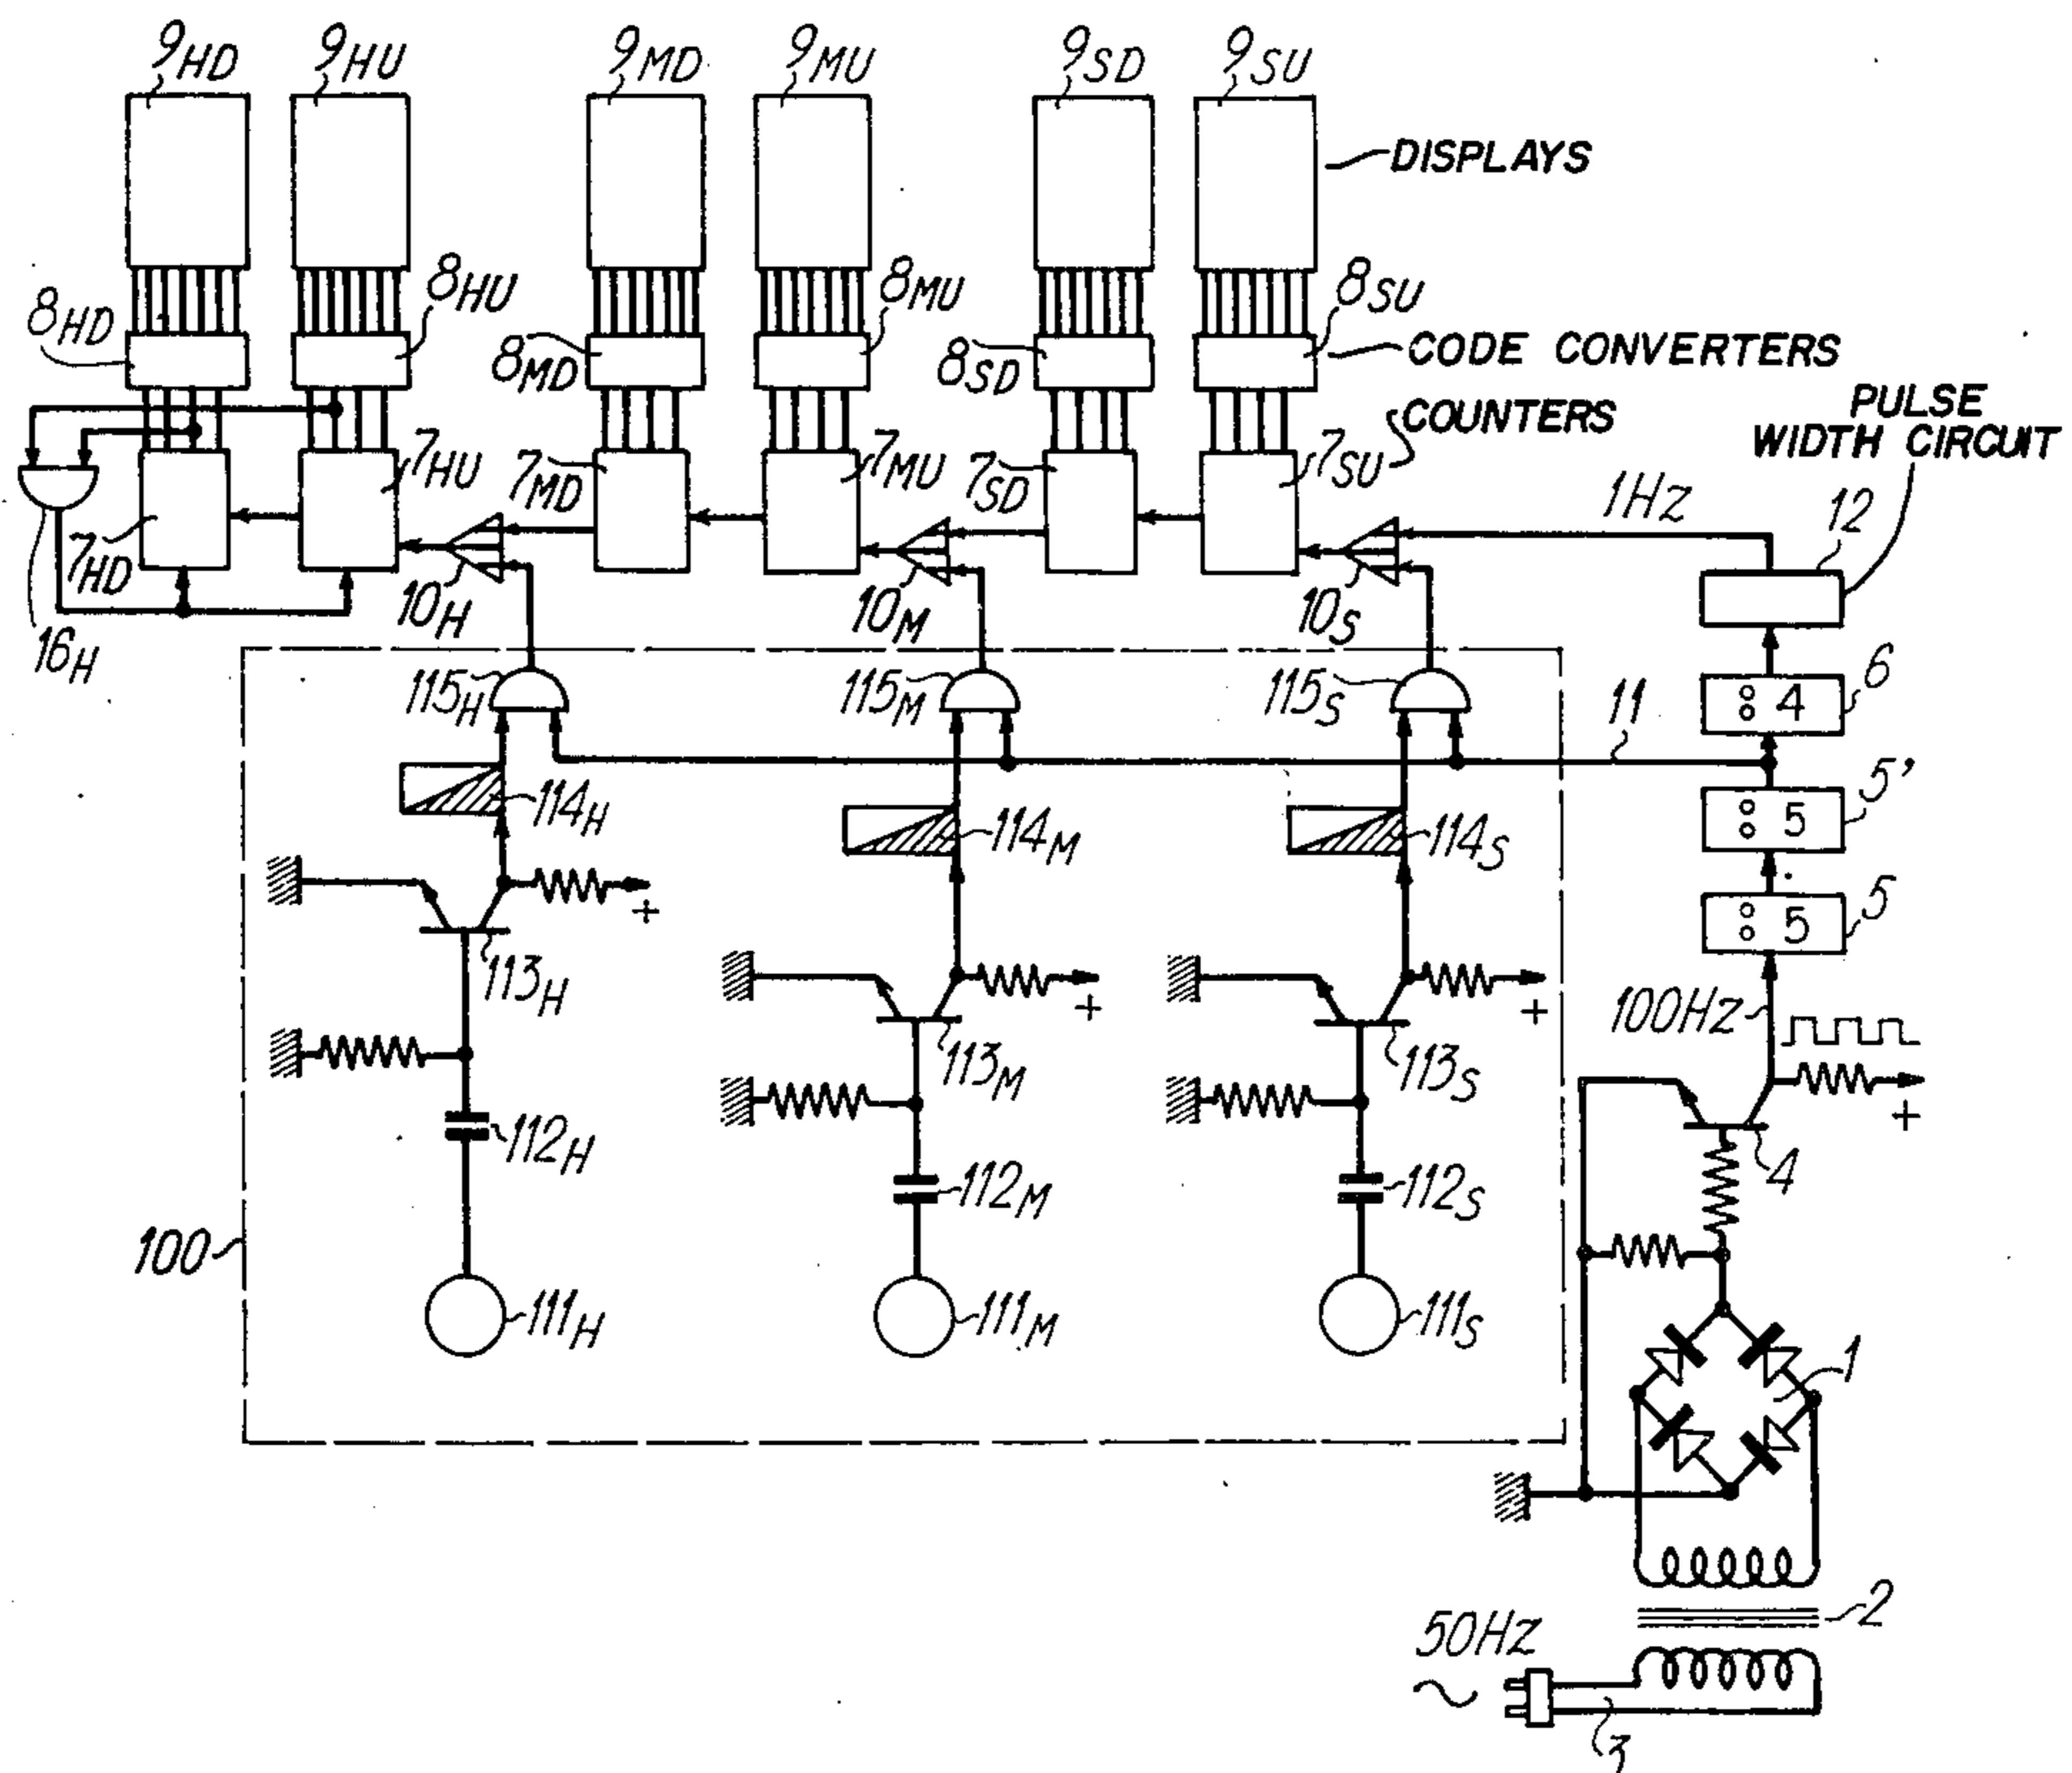 9HD 9HU 9MD 9MU 9SD 9SU
DISPLAYS
8HD 8HU 8MD 8MU 8SD 8SU
CODE CONVERTERS
COUNTERS
PULSE
WIDTH CIRCUIT
7HD 7HU 7MD 7MU 7SD 7SU
1HZ 12
16H 10H 10M 10S
115H 115M 115S 11 4 6
114H 114M 114S 5 5'
5 5
113H 113M 113S 100HZ
+ + + +
112H 112M 112S 4
100
111H 111M 111S 1
50HZ 2
~
3